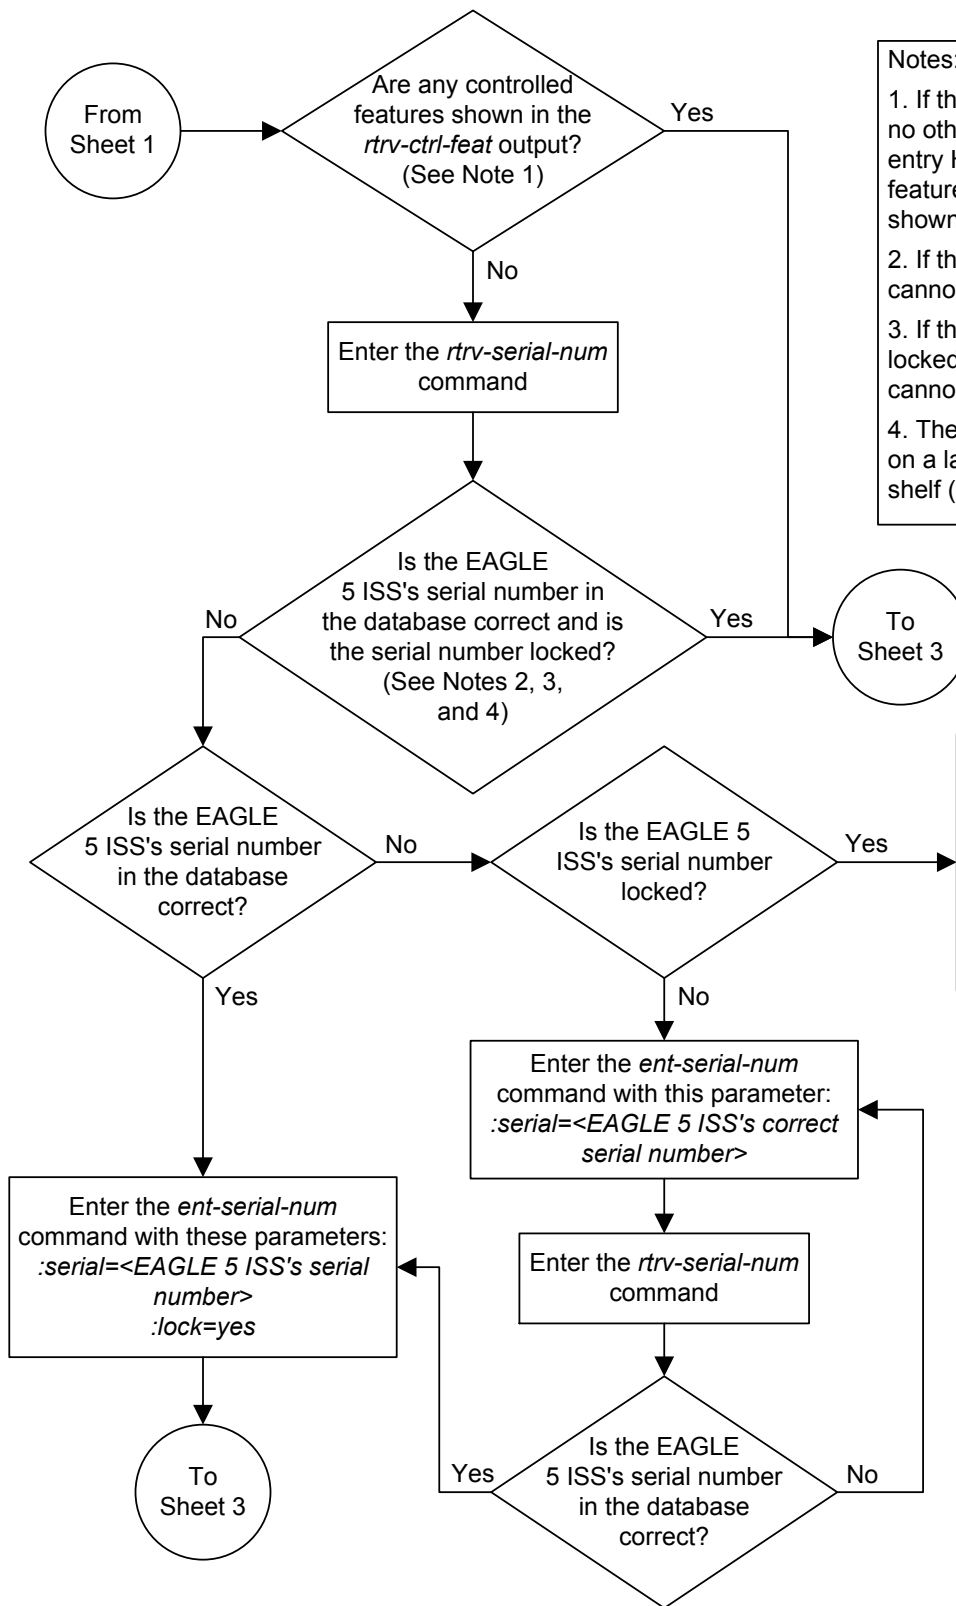 From
Sheet 1
Are any controlled
features shown in the
rtrv-ctrl-feat output?
(See Note 1)
Yes
No
Notes:
1. If th
no oth
entry
feature
shown
2. If th
canno
3. If th
locked
canno
4. The
on a la
shelf (
Enter the rtrv-serial-num
command
Is the EAGLE
5 ISS's serial number in
the database correct and is
the serial number locked?
(See Notes 2, 3,
and 4)
No
Yes
To
Sheet 3
Is the EAGLE
5 ISS's serial number
in the database
correct?
No
Yes
Is the EAGLE 5
ISS's serial number
locked?
Yes
No
Enter the ent-serial-num
command with this parameter:
:serial=<EAGLE 5 ISS's correct
serial number>
Enter the ent-serial-num
command with these parameters:
:serial=<EAGLE 5 ISS's serial
number>
:lock=yes
Enter the rtrv-serial-num
command
To
Sheet 3
Is the EAGLE
5 ISS's serial number
in the database
correct?
Yes
No